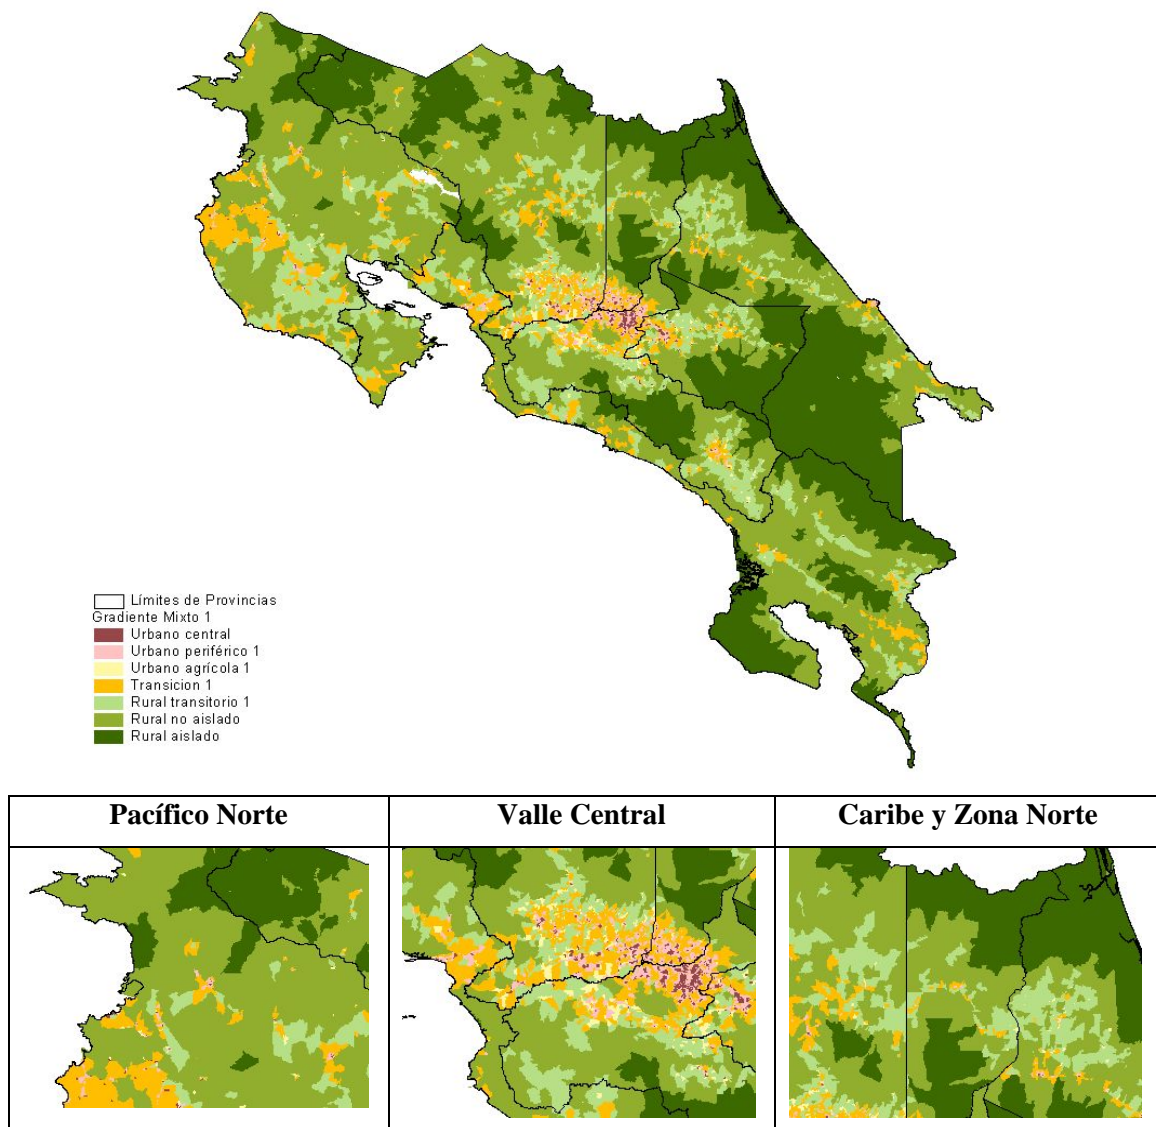 Límites de Provincias
Gradiente Mixto 1
Urbano central
Urbano periférico 1
Urbano agrícola 1
Transicion 1
Rural transitorio 1
Rural no aislado
Rural aislado
Pacífico Norte
Valle Central
Caribe y Zona Norte